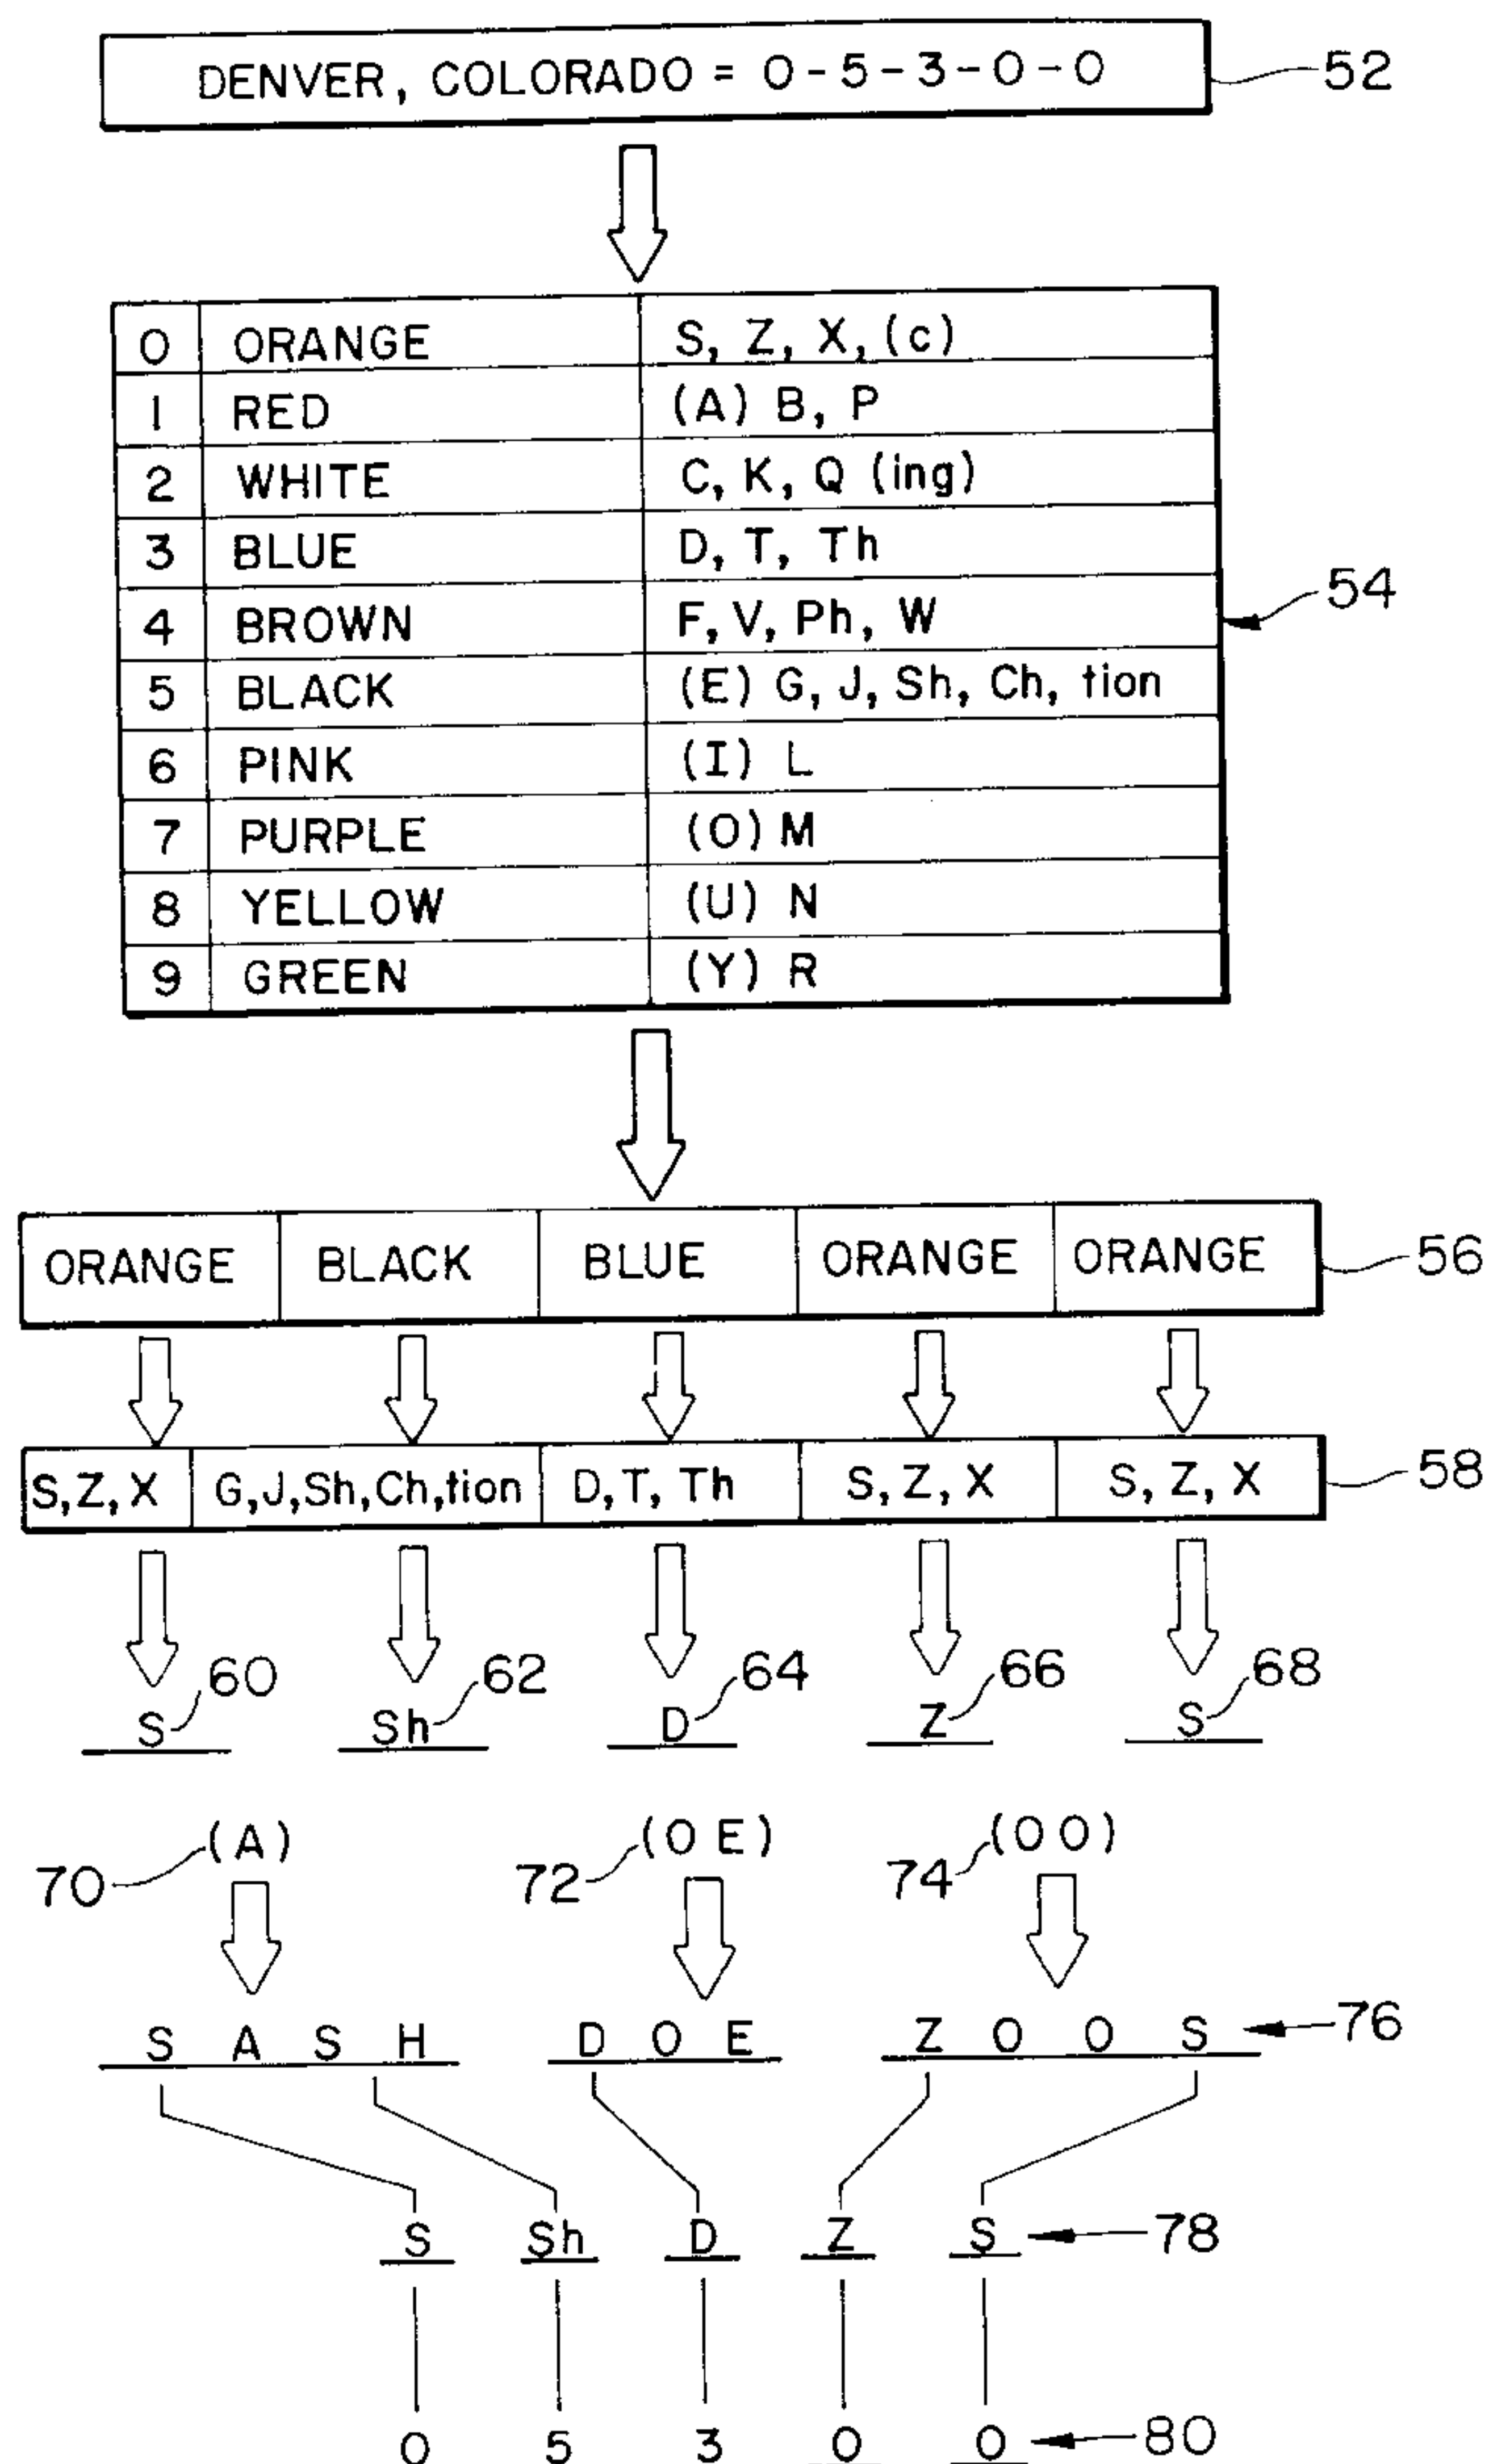 DENVER, COLORADO = 0-5-3-0-0 52
0 ORANGE S, Z, X, (c)
1 RED (A) B, P
2 WHITE C, K, Q (ing)
3 BLUE D, T, Th
4 BROWN F, V, Ph, W
54
5 BLACK (E) G, J, Sh, Ch, tion
6 PINK (I) L
7 PURPLE (O) M
8 YELLOW (U) N
9 GREEN (Y) R
ORANGE BLACK BLUE ORANGE ORANGE 56
S, Z, X G, J, Sh, Ch, tion D, T, Th S, Z, X S, Z, X 58
60 62 64 66 68
S Sh D Z S
(A) (OE) (OO)
70 72 74
S A S H D O E Z O O S 76
S Sh D Z S 78
0 5 3 0 0 80